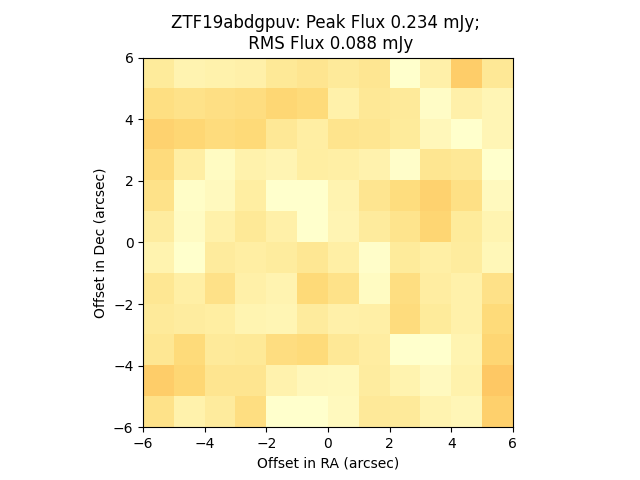 ZTF19abdgpuv: Peak Flux 0.234 mJy;
RMS Flux 0.088 mJy
6
4
2
0
−2
−4
−6
Offset in Dec (arcsec)
−6 −4 −2 0 2 4 6
Offset in RA (arcsec)